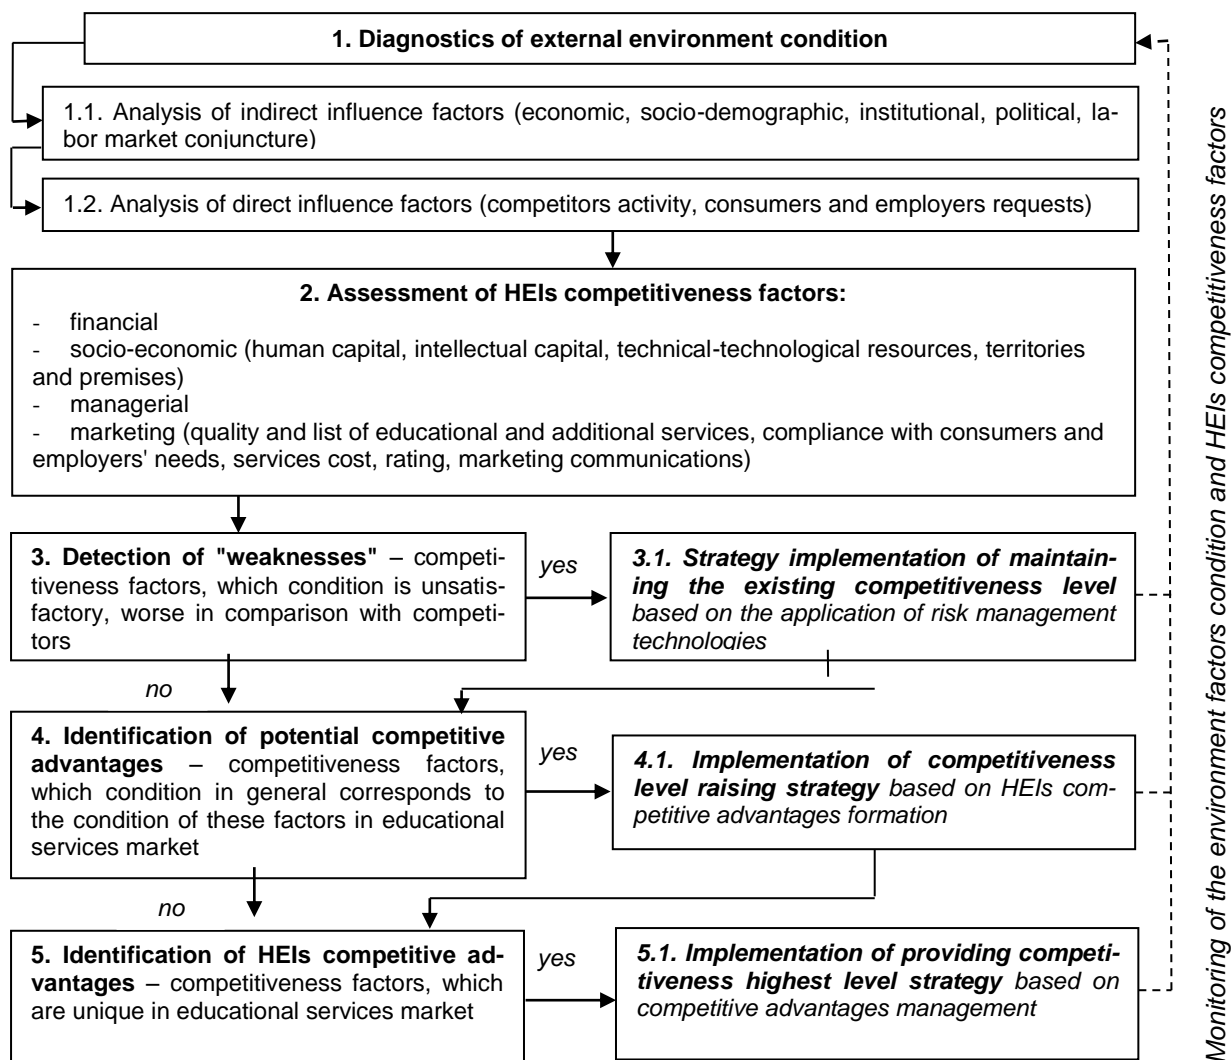 1. Diagnostics of external environment condition
1.1. Analysis of indirect influence factors (economic, socio-demographic, institutional, political, la-
bor market conjuncture)
1.2. Analysis of direct influence factors (competitors activity, consumers and employers requests)
2. Assessment of HEIs competitiveness factors:
- financial
- socio-economic (human capital, intellectual capital, technical-technological resources, territories
and premises)
- managerial
- marketing (quality and list of educational and additional services, compliance with consumers and
employers' needs, services cost, rating, marketing communications)
3. Detection of "weaknesses" – competi-
tiveness factors, which condition is unsatis-
factory, worse in comparison with competi-
tors
yes
3.1. Strategy implementation of maintain-
ing the existing competitiveness level
based on the application of risk management
technologies
no
4. Identification of potential competitive
advantages – competitiveness factors,
which condition in general corresponds to
the condition of these factors in educational
services market
yes
4.1. Implementation of competitiveness
level raising strategy based on HEIs com-
petitive advantages formation
no
5. Identification of HEIs competitive ad-
vantages – competitiveness factors, which
are unique in educational services market
yes
5.1. Implementation of providing competi-
tiveness highest level strategy based on
competitive advantages management
Monitoring of the environment factors condition and HEIs competitiveness factors